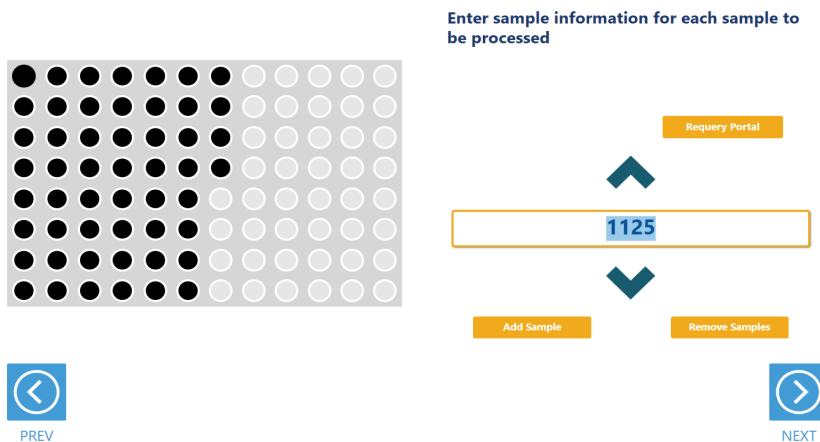 Enter sample information for each sample to
be processed
Requery Portal
1125
Add Sample
Remove Samples
PREV
NEXT